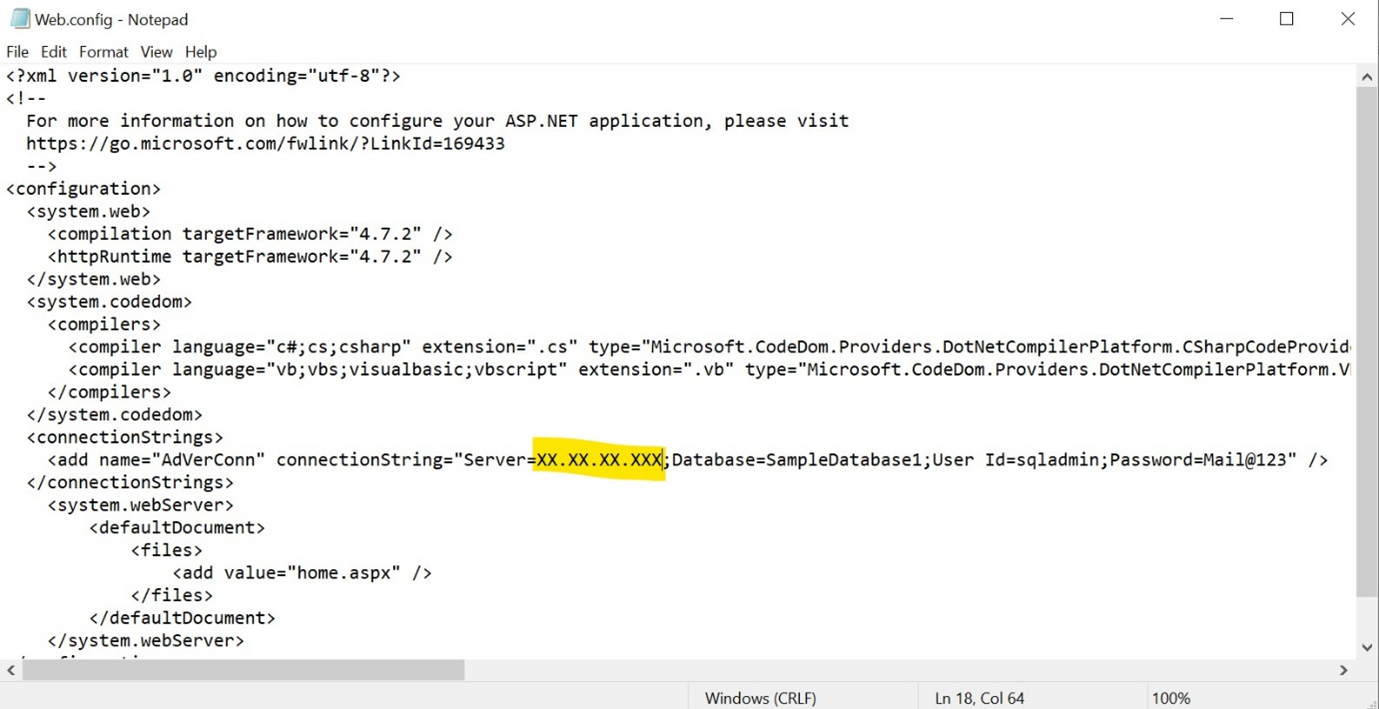 Web.config - Notepad
File Edit Format View Help
<?xml version="1.0" encoding="utf-8"?>
<!--
  For more information on how to configure your ASP.NET application, please visit
  https://go.microsoft.com/fwlink/?LinkId=169433
  -->
<configuration>
  <system.web>
    <compilation targetFramework="4.7.2" />
    <httpRuntime targetFramework="4.7.2" />
  </system.web>
  <system.codedom>
    <compilers>
      <compiler language="c#;cs;csharp" extension=".cs" type="Microsoft.CodeDom.Providers.DotNetCompilerPlatform.CSharpCodeProvid
      <compiler language="vb;vbs;visualbasic;vbscript" extension=".vb" type="Microsoft.CodeDom.Providers.DotNetCompilerPlatform.V
    </compilers>
  </system.codedom>
  <connectionStrings>
    <add name="AdVerConn" connectionString="Server=XX.XX.XX.XXX;Database=SampleDatabase1;User Id=sqladmin;Password=Mail@123" />
  </connectionStrings>
    <system.webServer>
        <defaultDocument>
            <files>
                <add value="home.aspx" />
            </files>
        </defaultDocument>
    </system.webServer>
Windows (CRLF) Ln 18, Col 64 100%